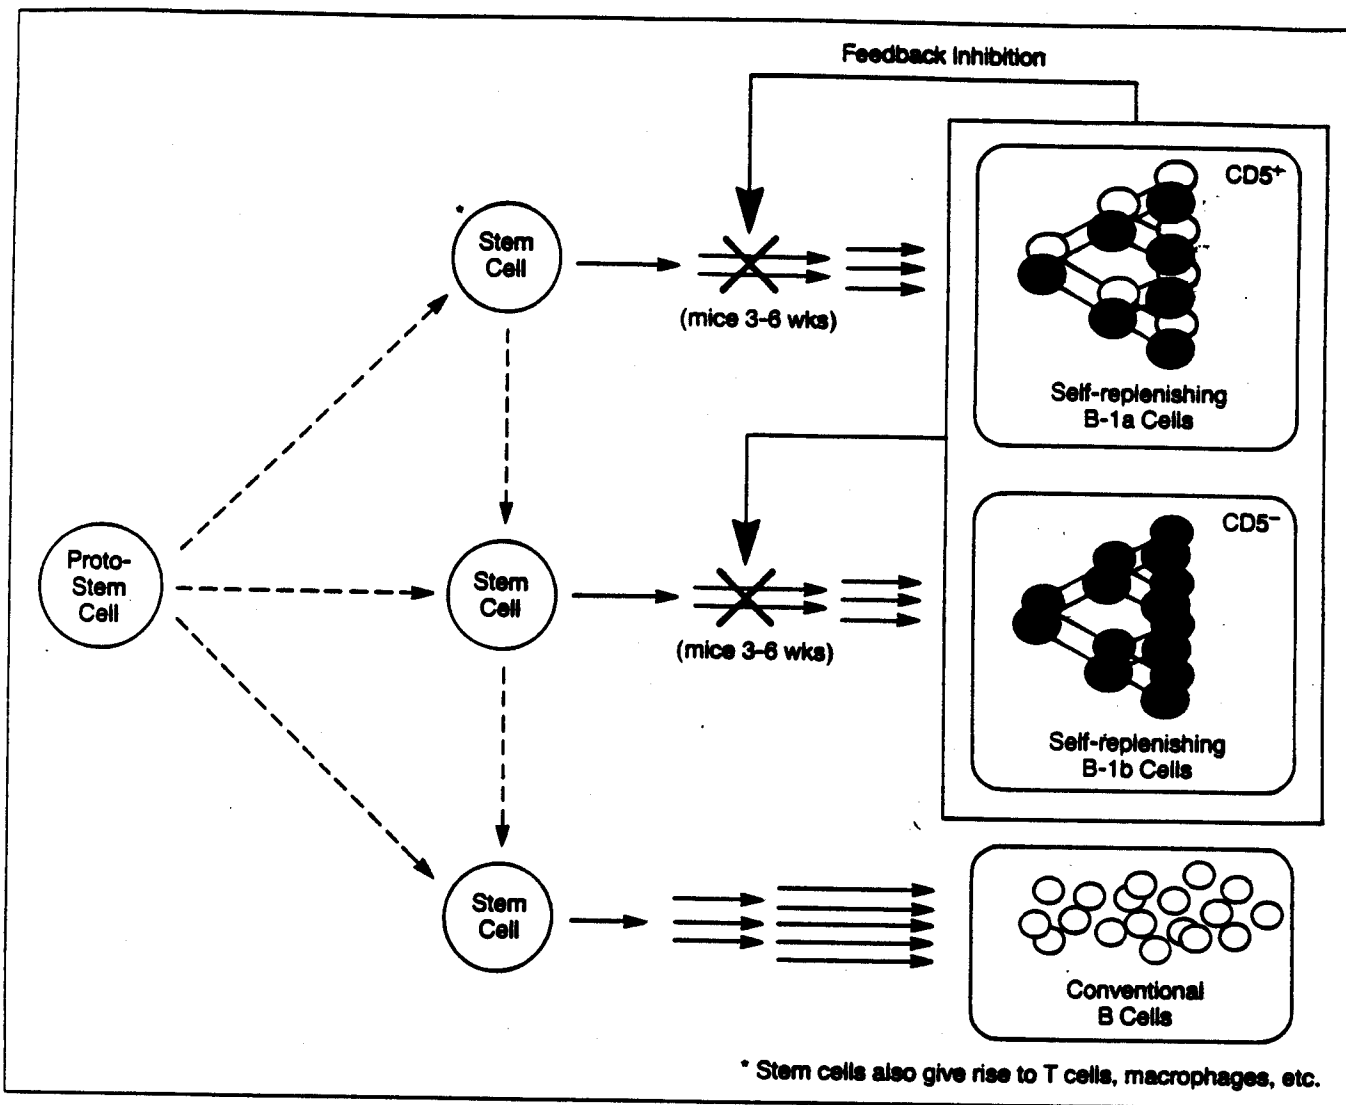 Feedback Inhibition
CD5+
*
Stem
Cell
(mice 3-6 wks)
Self-replenishing
B-1a Cells
CD5−
Proto-
Stem
Cell
Stem
Cell
(mice 3-6 wks)
Self-replenishing
B-1b Cells
Stem
Cell
Conventional
B Cells
* Stem cells also give rise to T cells, macrophages, etc.